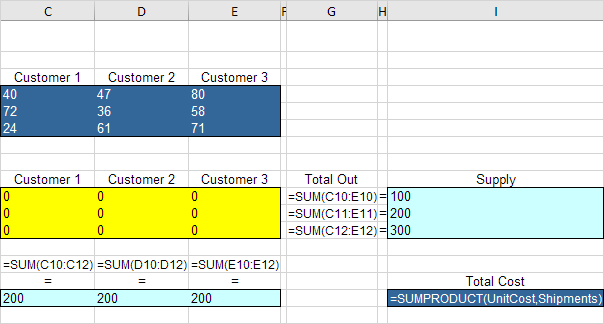 C D E F G H I
Customer 1 Customer 2 Customer 3
40 47 80
72 36 58
24 61 71
Customer 1 Customer 2 Customer 3 Total Out Supply
0 0 0 =SUM(C10:E10) = 100
0 0 0 =SUM(C11:E11) = 200
0 0 0 =SUM(C12:E12) = 300
=SUM(C10:C12) =SUM(D10:D12) =SUM(E10:E12)
= = = Total Cost
200 200 200 =SUMPRODUCT(UnitCost,Shipments)